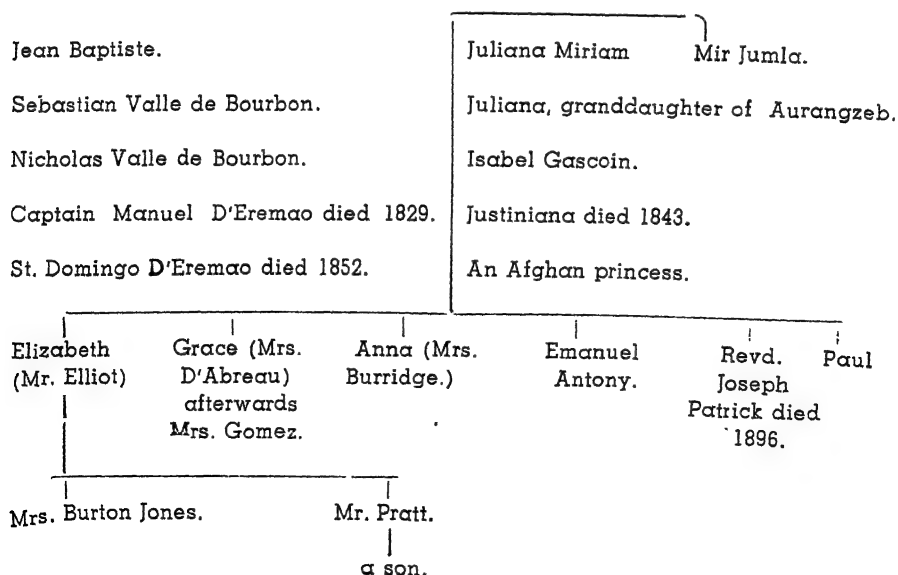 Jean Baptiste. Juliana Miriam Mir Jumla.
Sebastian Valle de Bourbon. Juliana, granddaughter of Aurangzeb.
Nicholas Valle de Bourbon. Isabel Gascoin.
Captain Manuel D'Eremao died 1829. Justiniana died 1843.
St. Domingo D'Eremao died 1852. An Afghan princess.
Elizabeth
(Mr. Elliot)
Grace (Mrs.
D'Abreau)
afterwards
Mrs. Gomez.
Anna (Mrs.
Burridge.)
Emanuel
Antony.
Revd.
Joseph
Patrick died
1896.
Paul
Mrs. Burton Jones. Mr. Pratt.
a son.